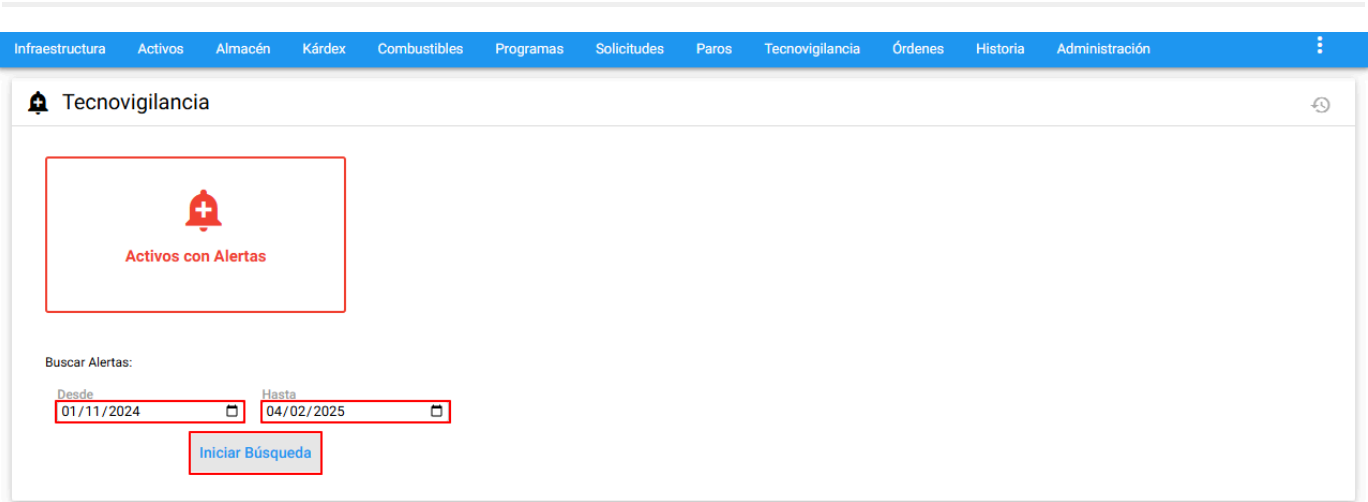 Infraestructura Activos Almacén Kárdex Combustibles Programas Solicitudes Paros Tecnovigilancia Órdenes Historia Administración
Tecnovigilancia
Activos con Alertas
Buscar Alertas:
Desde Hasta
01/11/2024 04/02/2025
Iniciar Búsqueda